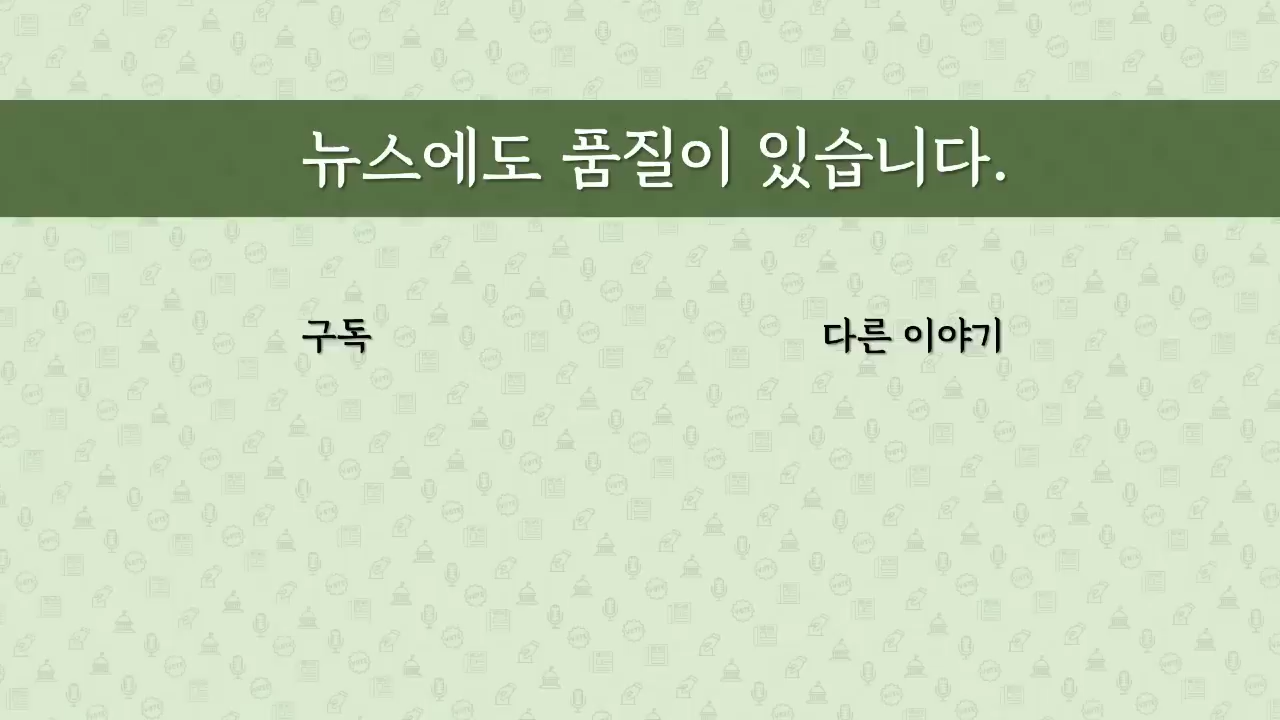 뉴스에도 품질이 있습니다.
구독
다른 이야기